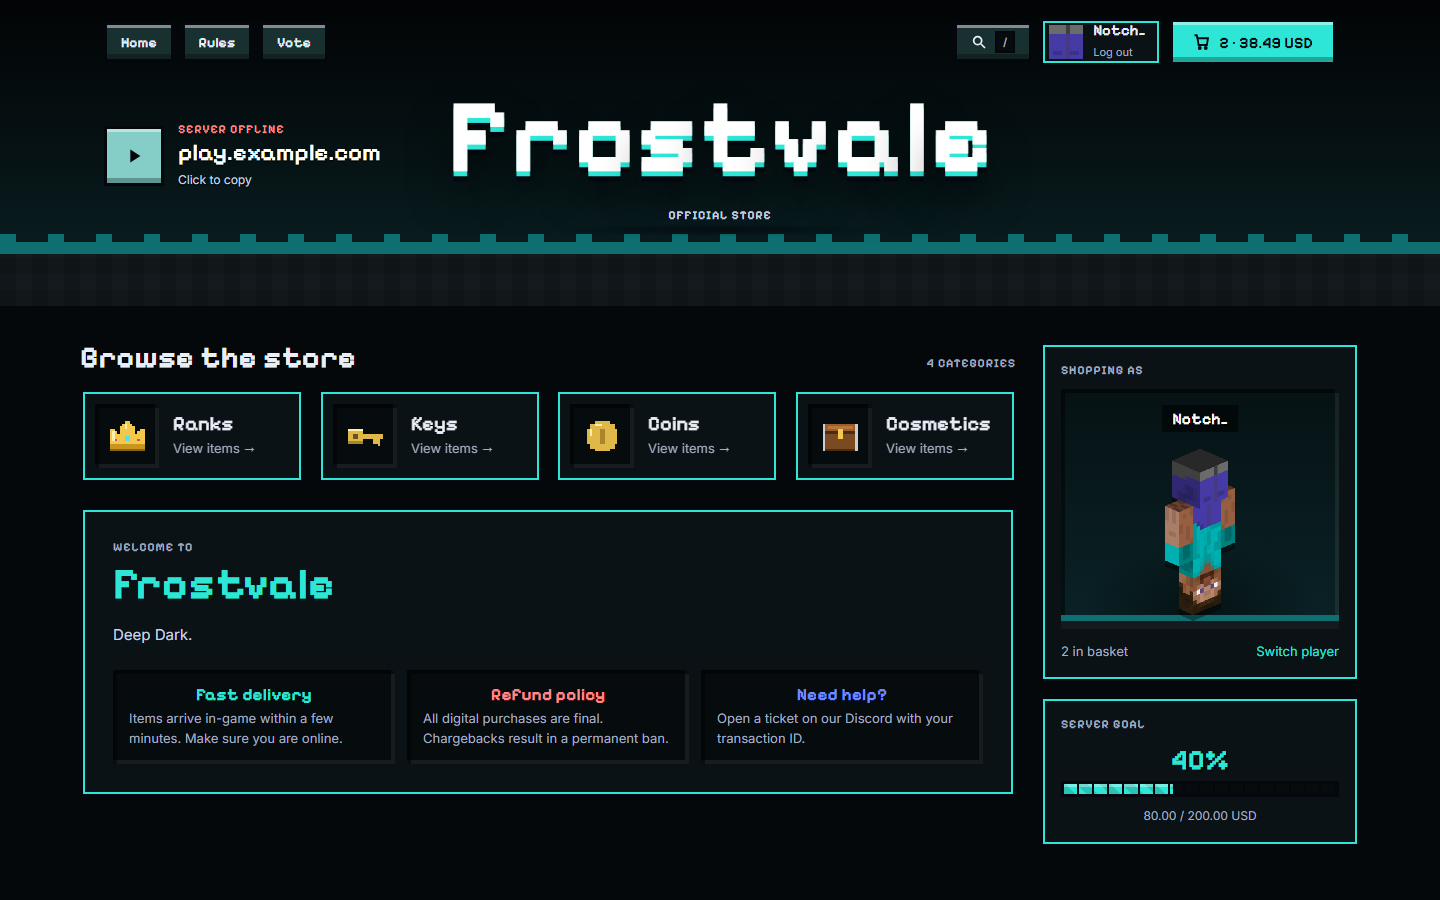 Home
Rules
Vote
/
Notch_
Log out
2 · 38.49 USD
SERVER OFFLINE
play.example.com
Click to copy
Frostvale
OFFICIAL STORE
Browse the store
4 CATEGORIES
Ranks
View items →
Keys
View items →
Coins
View items →
Cosmetics
View items →
WELCOME TO
Frostvale
Deep Dark.
Fast delivery
Items arrive in-game within a few
minutes. Make sure you are online.
Refund policy
All digital purchases are final.
Chargebacks result in a permanent ban.
Need help?
Open a ticket on our Discord with your
transaction ID.
SHOPPING AS
Notch_
2 in basket
Switch player
SERVER GOAL
40%
80.00 / 200.00 USD